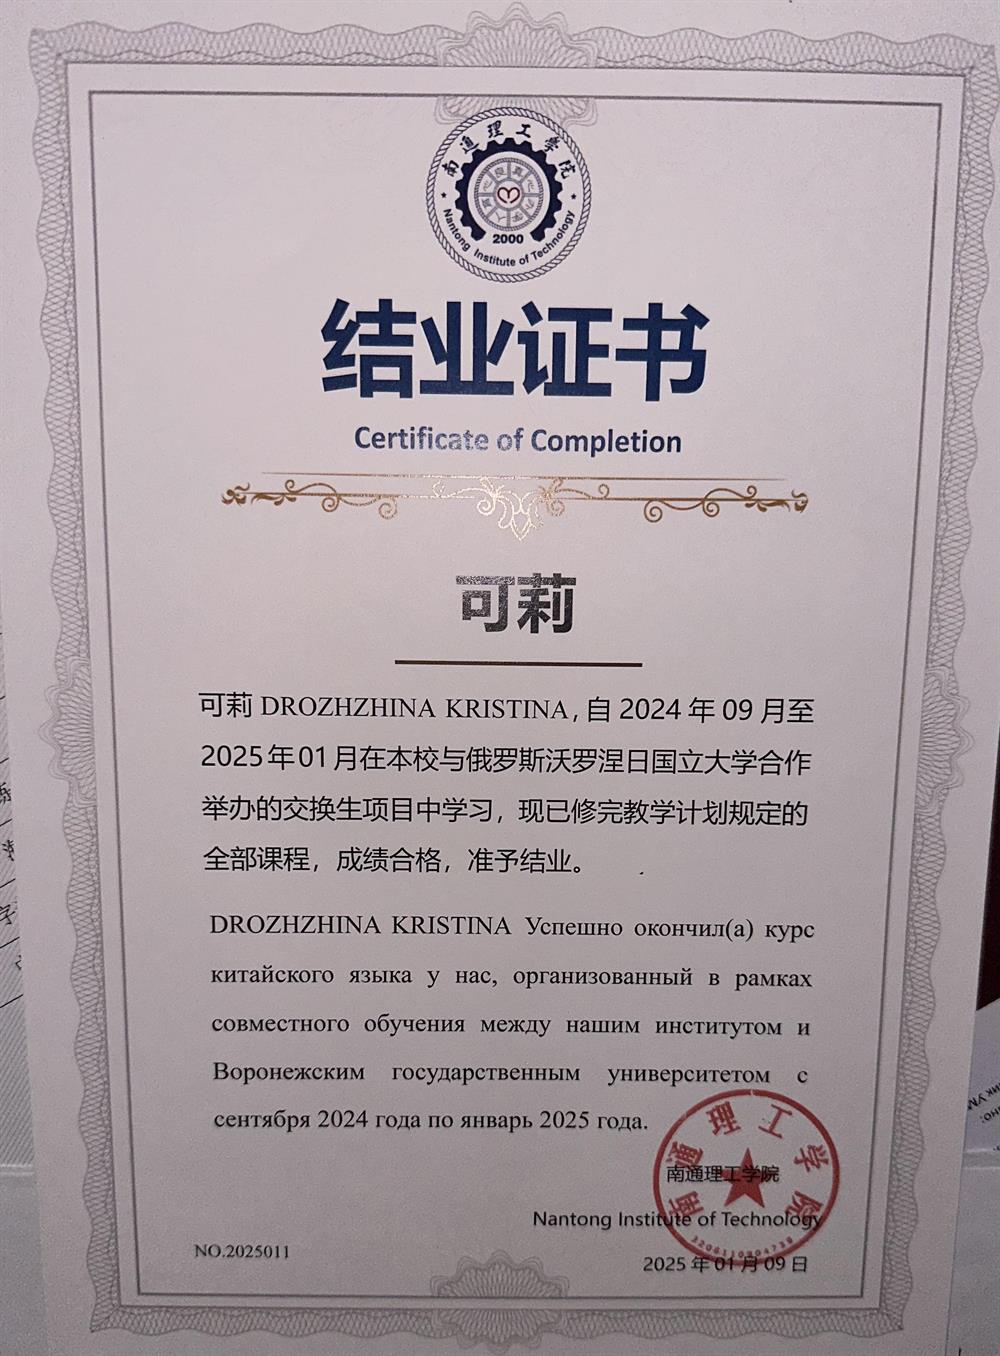 南通理工学院
Nantong Institute of Technology
2000
结业证书
Certificate of Completion
可莉
可莉 DROZHZHINA KRISTINA, 自 2024 年 09 月至
2025年01月在本校与俄罗斯沃罗涅日国立大学合作
举办的交换生项目中学习，现已修完教学计划规定的
全部课程，成绩合格，准予结业。
DROZHZHINA KRISTINA Успешно окончил(а) курс
китайского языка у нас, организованный в рамках
совместного обучения между нашим институтом и
Воронежским государственным университетом с
сентября 2024 года по январь 2025 года.
南通理工学院
南通理工学院
Nantong Institute of Technology
NO.2025011
2025 年 01 月 09 日